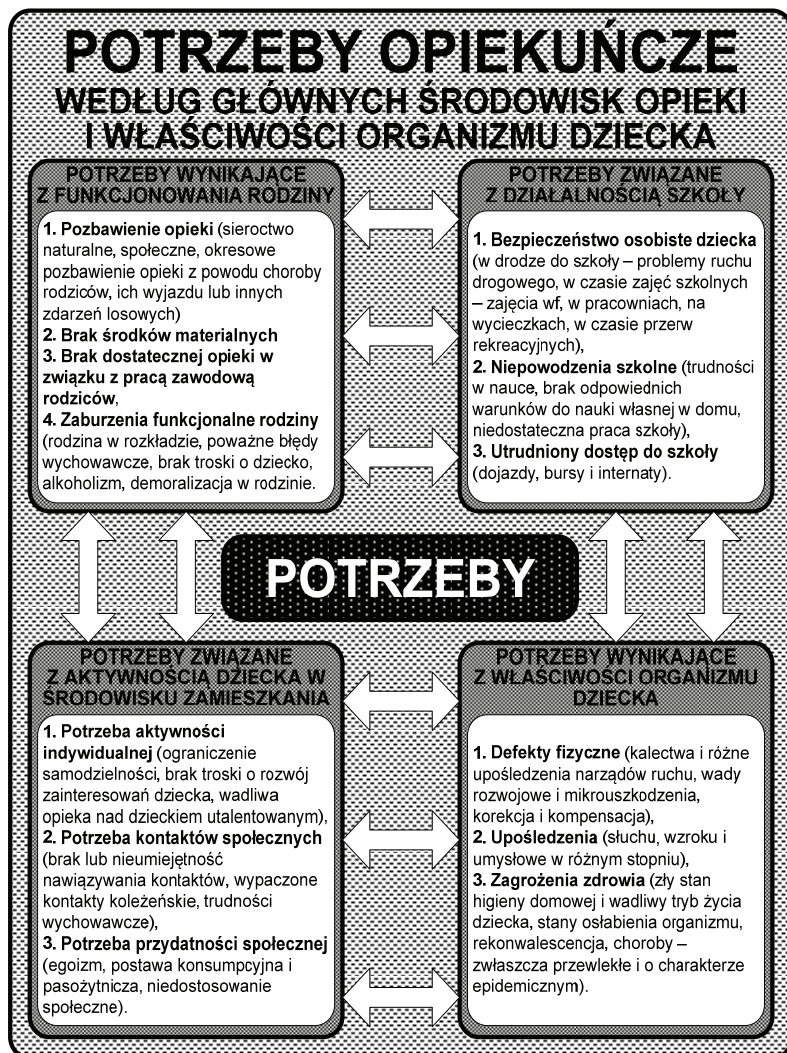 POTRZEBY OPIEKUŃCZE
WEDŁUG GŁÓWNYCH ŚRODOWISK OPIEKI
I WŁAŚCIWOŚCI ORGANIZMU DZIECKA
POTRZEBY WYNIKAJĄCE
Z FUNKCJONOWANIA RODZINY
1. Pozbawienie opieki (sieroctwo
naturalne, społeczne, okresowe
pozbawienie opieki z powodu choroby
rodziców, ich wyjazdu lub innych
zdarzeń losowych)
2. Brak środków materialnych
3. Brak dostatecznej opieki w
związku z pracą zawodową
rodziców,
4. Zaburzenia funkcjonalne rodziny
(rodzina w rozkładzie, poważne błędy
wychowawcze, brak troski o dziecko,
alkoholizm, demoralizacja w rodzinie.
POTRZEBY ZWIĄZANE
Z DZIAŁALNOŚCIĄ SZKOŁY
1. Bezpieczeństwo osobiste dziecka
(w drodze do szkoły – problemy ruchu
drogowego, w czasie zajęć szkolnych
– zajęcia wf, w pracowniach, na
wycieczkach, w czasie przerw
rekreacyjnych),
2. Niepowodzenia szkolne (trudności
w nauce, brak odpowiednich
warunków do nauki własnej w domu,
niedostateczna praca szkoły),
3. Utrudniony dostęp do szkoły
(dojazdy, bursy i internaty).
POTRZEBY
POTRZEBY ZWIĄZANE
Z AKTYWNOŚCIĄ DZIECKA W
ŚRODOWISKU ZAMIESZKANIA
1. Potrzeba aktywności
indywidualnej (ograniczenie
samodzielności, brak troski o rozwój
zainteresowań dziecka, wadliwa
opieka nad dzieckiem utalentowanym),
2. Potrzeba kontaktów społecznych
(brak lub nieumiejętność
nawiązywania kontaktów, wypaczone
kontakty koleżeńskie, trudności
wychowawcze),
3. Potrzeba przydatności społecznej
(egoizm, postawa konsumpcyjna i
pasożytnicza, niedostosowanie
społeczne).
POTRZEBY WYNIKAJĄCE
Z WŁAŚCIWOŚCI ORGANIZMU
DZIECKA
1. Defekty fizyczne (kalectwa i różne
upośledzenia narządów ruchu, wady
rozwojowe i mikrouszkodzenia,
korekcja i kompensacja),
2. Upośledzenia (słuchu, wzroku i
umysłowe w różnym stopniu),
3. Zagrożenia zdrowia (zły stan
higieny domowej i wadliwy tryb życia
dziecka, stany osłabienia organizmu,
rekonwalescencja, choroby –
zwłaszcza przewlekłe i o charakterze
epidemicznym).